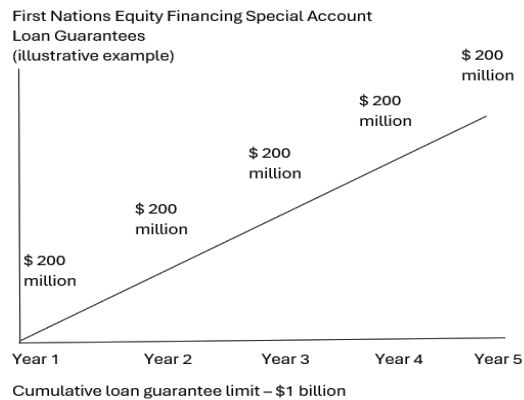 First Nations Equity Financing Special Account
Loan Guarantees
(illustrative example)
$ 200
million
$ 200
million
$ 200
million
$ 200
million
$ 200
million
Year 1 Year 2 Year 3 Year 4 Year 5
Cumulative loan guarantee limit – $1 billion